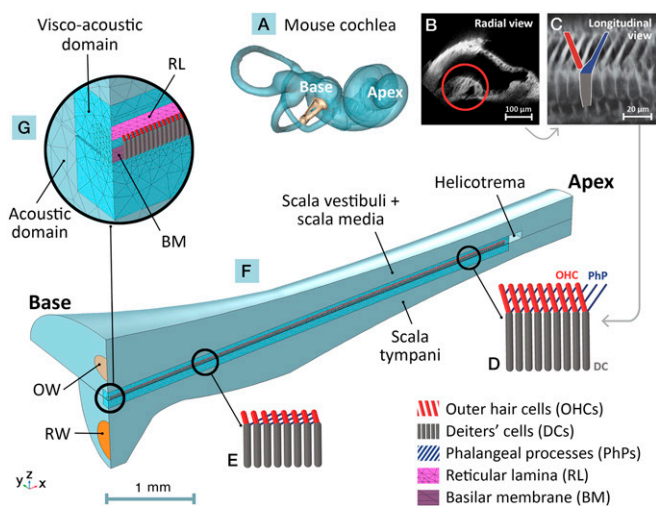 A
Mouse cochlea
Base
Apex
B
Radial view
100 μm
C
Longitudinal
view
20 μm
Visco-acoustic
domain
RL
G
Acoustic
domain
BM
Helicotrema
Apex
Scala vestibuli +
scala media
F
Base
OW
RW
Scala
tympani
OHC
PhP
D
DC
E
Outer hair cells (OHCs)
Deiters' cells (DCs)
Phalangeal processes (PhPs)
Reticular lamina (RL)
Basilar membrane (BM)
z
y
x
1 mm